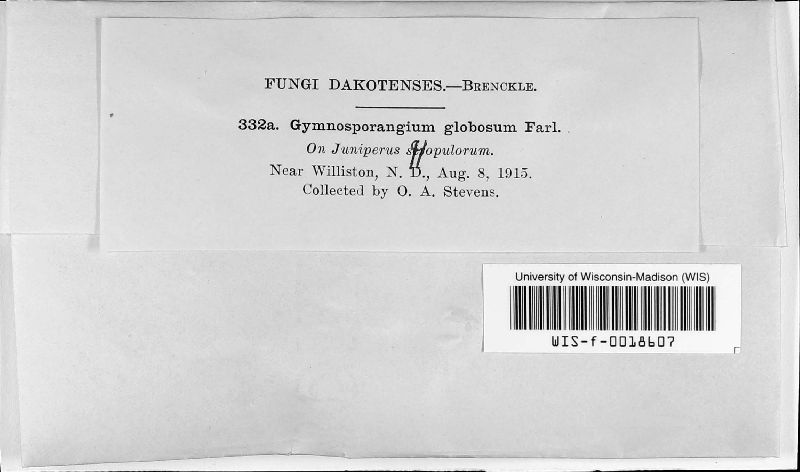 FUNGI DAKOTENSES.—BRENCKLE.
332a. Gymnosporangium globosum Farl.
On Juniperus scopulorum.
Near Williston, N. D., Aug. 8, 1915.
Collected by O. A. Stevens.
University of Wisconsin-Madison (WIS)
WIS-f-0018607